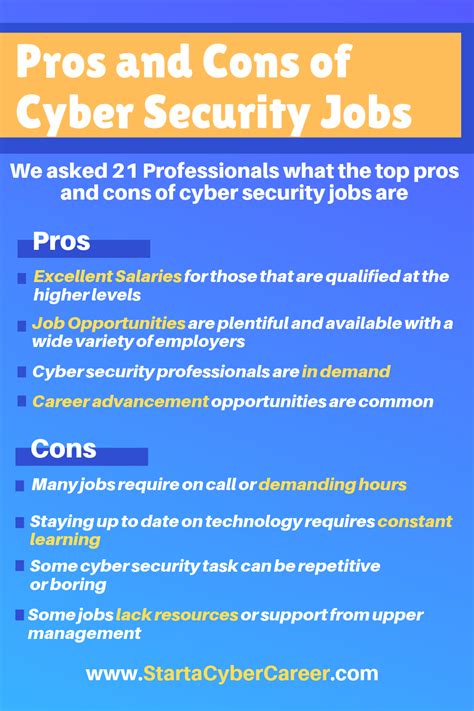 Pros and Cons of
Cyber Security Jobs
We asked 21 Professionals what the top pros
and cons of cyber security jobs are
Pros
Excellent Salaries for those that are qualified at the
higher levels
Job Opportunities are plentiful and available with a
wide variety of employers
Cyber security professionals are in demand
Career advancement opportunities are common
Cons
Many jobs require on call or demanding hours
Staying up to date on technology requires constant
learning
Some cyber security task can be repetitive
or boring
Some jobs lack resources or support from upper
management
www.StartaCyberCareer.com